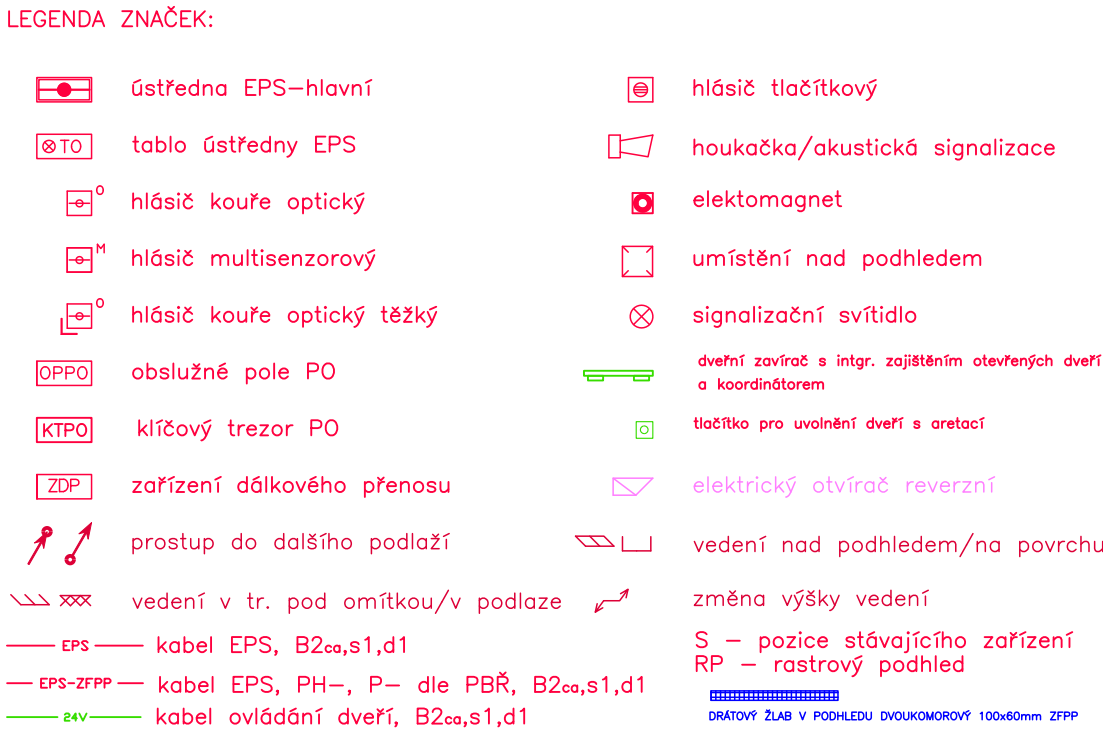 LEGENDA ZNAČEK:
ústředna EPS-hlavní
TO
tablo ústředny EPS
O
hlásič kouře optický
M
hlásič multisenzorový
O
hlásič kouře optický těžký
OPPO
obslužné pole PO
KTPO
klíčový trezor PO
ZDP
zařízení dálkového přenosu
prostup do dalšího podlaží
vedení v tr. pod omítkou/v podlaze
EPS
kabel EPS, B2ca,s1,d1
EPS-ZFPP
kabel EPS, PH-, P- dle PBŘ, B2ca,s1,d1
24V
kabel ovládání dveří, B2ca,s1,d1
hlásič tlačítkový
houkačka/akustická signalizace
elektomagnet
umístění nad podhledem
signalizační svítidlo
dveřní zavírač s intgr. zajištěním otevřených dveří
a koordinátorem
tlačítko pro uvolnění dveří s aretací
elektrický otvírač reverzní
vedení nad podhledem/na povrchu
změna výšky vedení
S - pozice stávajícího zařízení
RP - rastrový podhled
DRÁTOVÝ ŽLAB V PODHLEDU DVOUKOMOROVÝ 100x60mm ZFPP